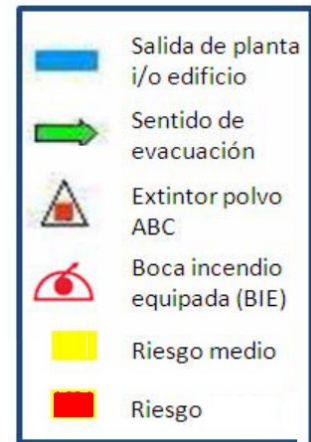 Salida de planta
i/o edificio
Sentido de
evacuación
Extintor polvo
ABC
Boca incendio
equipada (BIE)
Riesgo medio
Riesgo